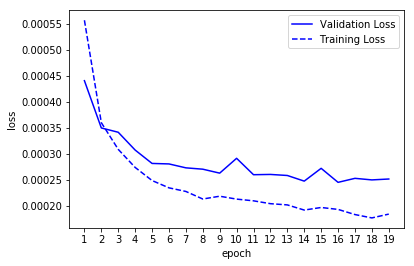 0.00055
0.00050
0.00045
0.00040
0.00035
0.00030
0.00025
0.00020
loss
Validation Loss
Training Loss
1 2 3 4 5 6 7 8 9 10 11 12 13 14 15 16 17 18 19
epoch